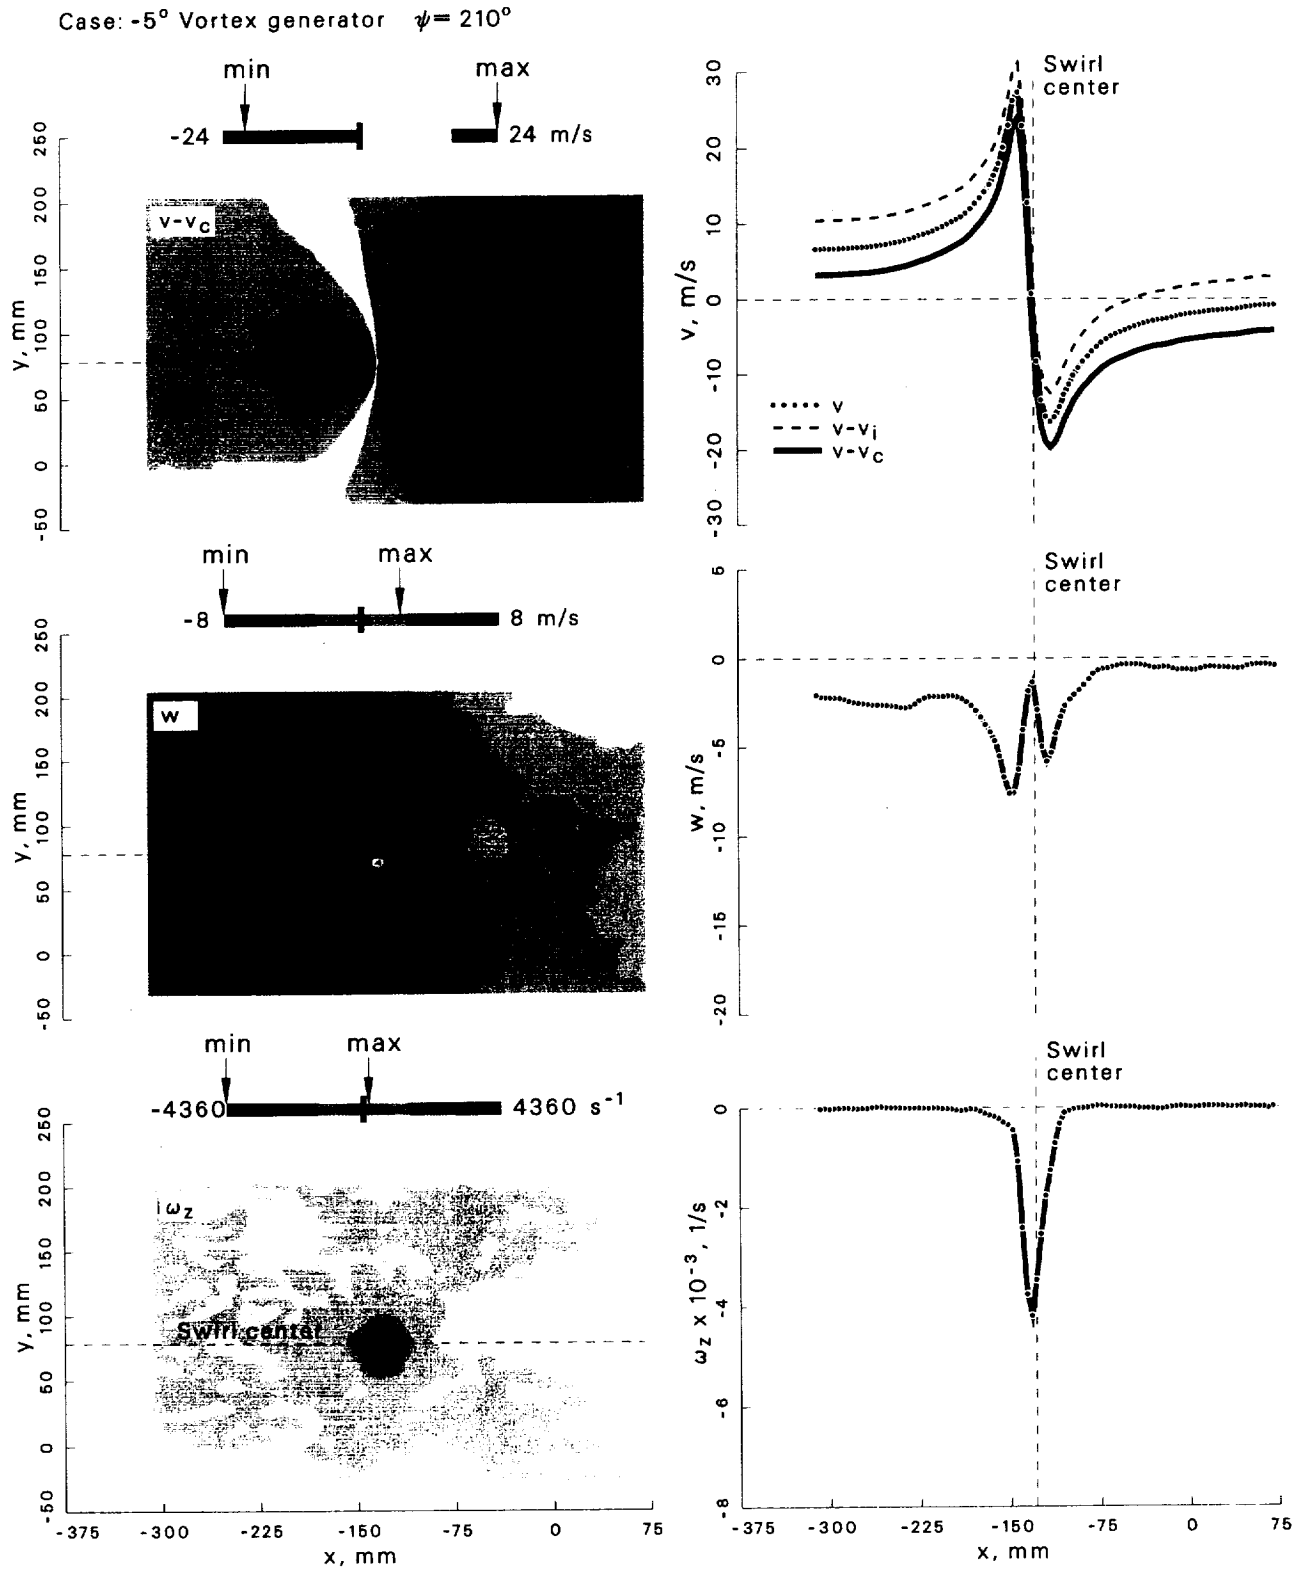 Case: -5° Vortex generator ψ= 210°
min
max
-24
24 m/s
v-v_c
y, mm
250
200
150
100
50
0
-50
min
max
-8
8 m/s
w
y, mm
250
200
150
100
50
0
-50
min
max
-4360
4360 s⁻¹
ω_z
Swirl center
y, mm
250
200
150
100
50
0
-50
-375 -300 -225 -150 -75 0 75
x, mm
Swirl
center
v, m/s
30
20
10
0
-10
-20
-30
v
v-v_i
v-v_c
Swirl
center
w, m/s
5
0
-5
-10
-15
-20
Swirl
center
ω_z x 10⁻³, 1/s
0
-2
-4
-6
-8
-375 -300 -225 -150 -75 0 75
x, mm